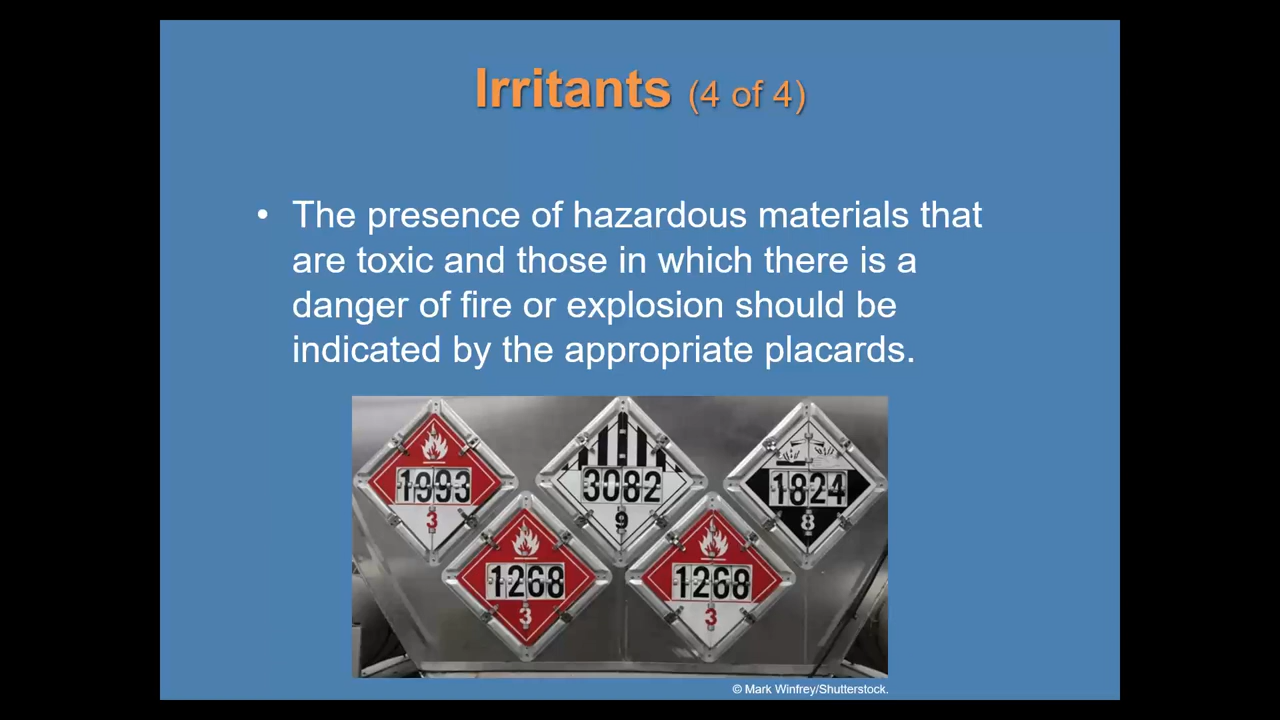 Irritants (4 of 4)
• The presence of hazardous materials that
are toxic and those in which there is a
danger of fire or explosion should be
indicated by the appropriate placards.
1993
3
3082
9
1824
8
1268
3
1268
3
© Mark Winfrey/Shutterstock.